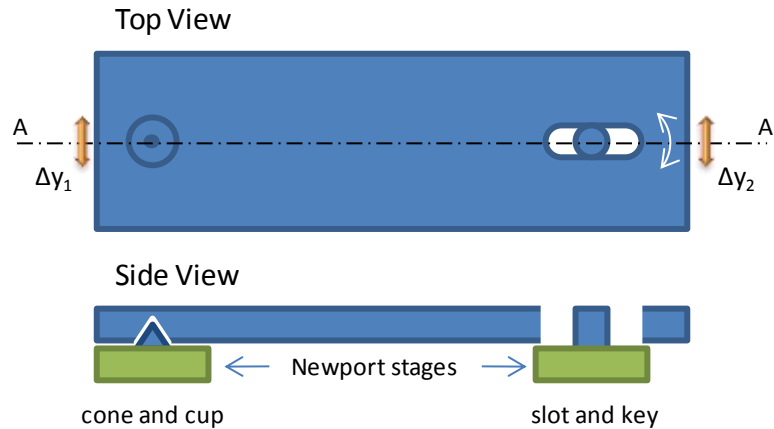 Top View
A
A
Δy1
Δy2
Side View
Newport stages
cone and cup
slot and key